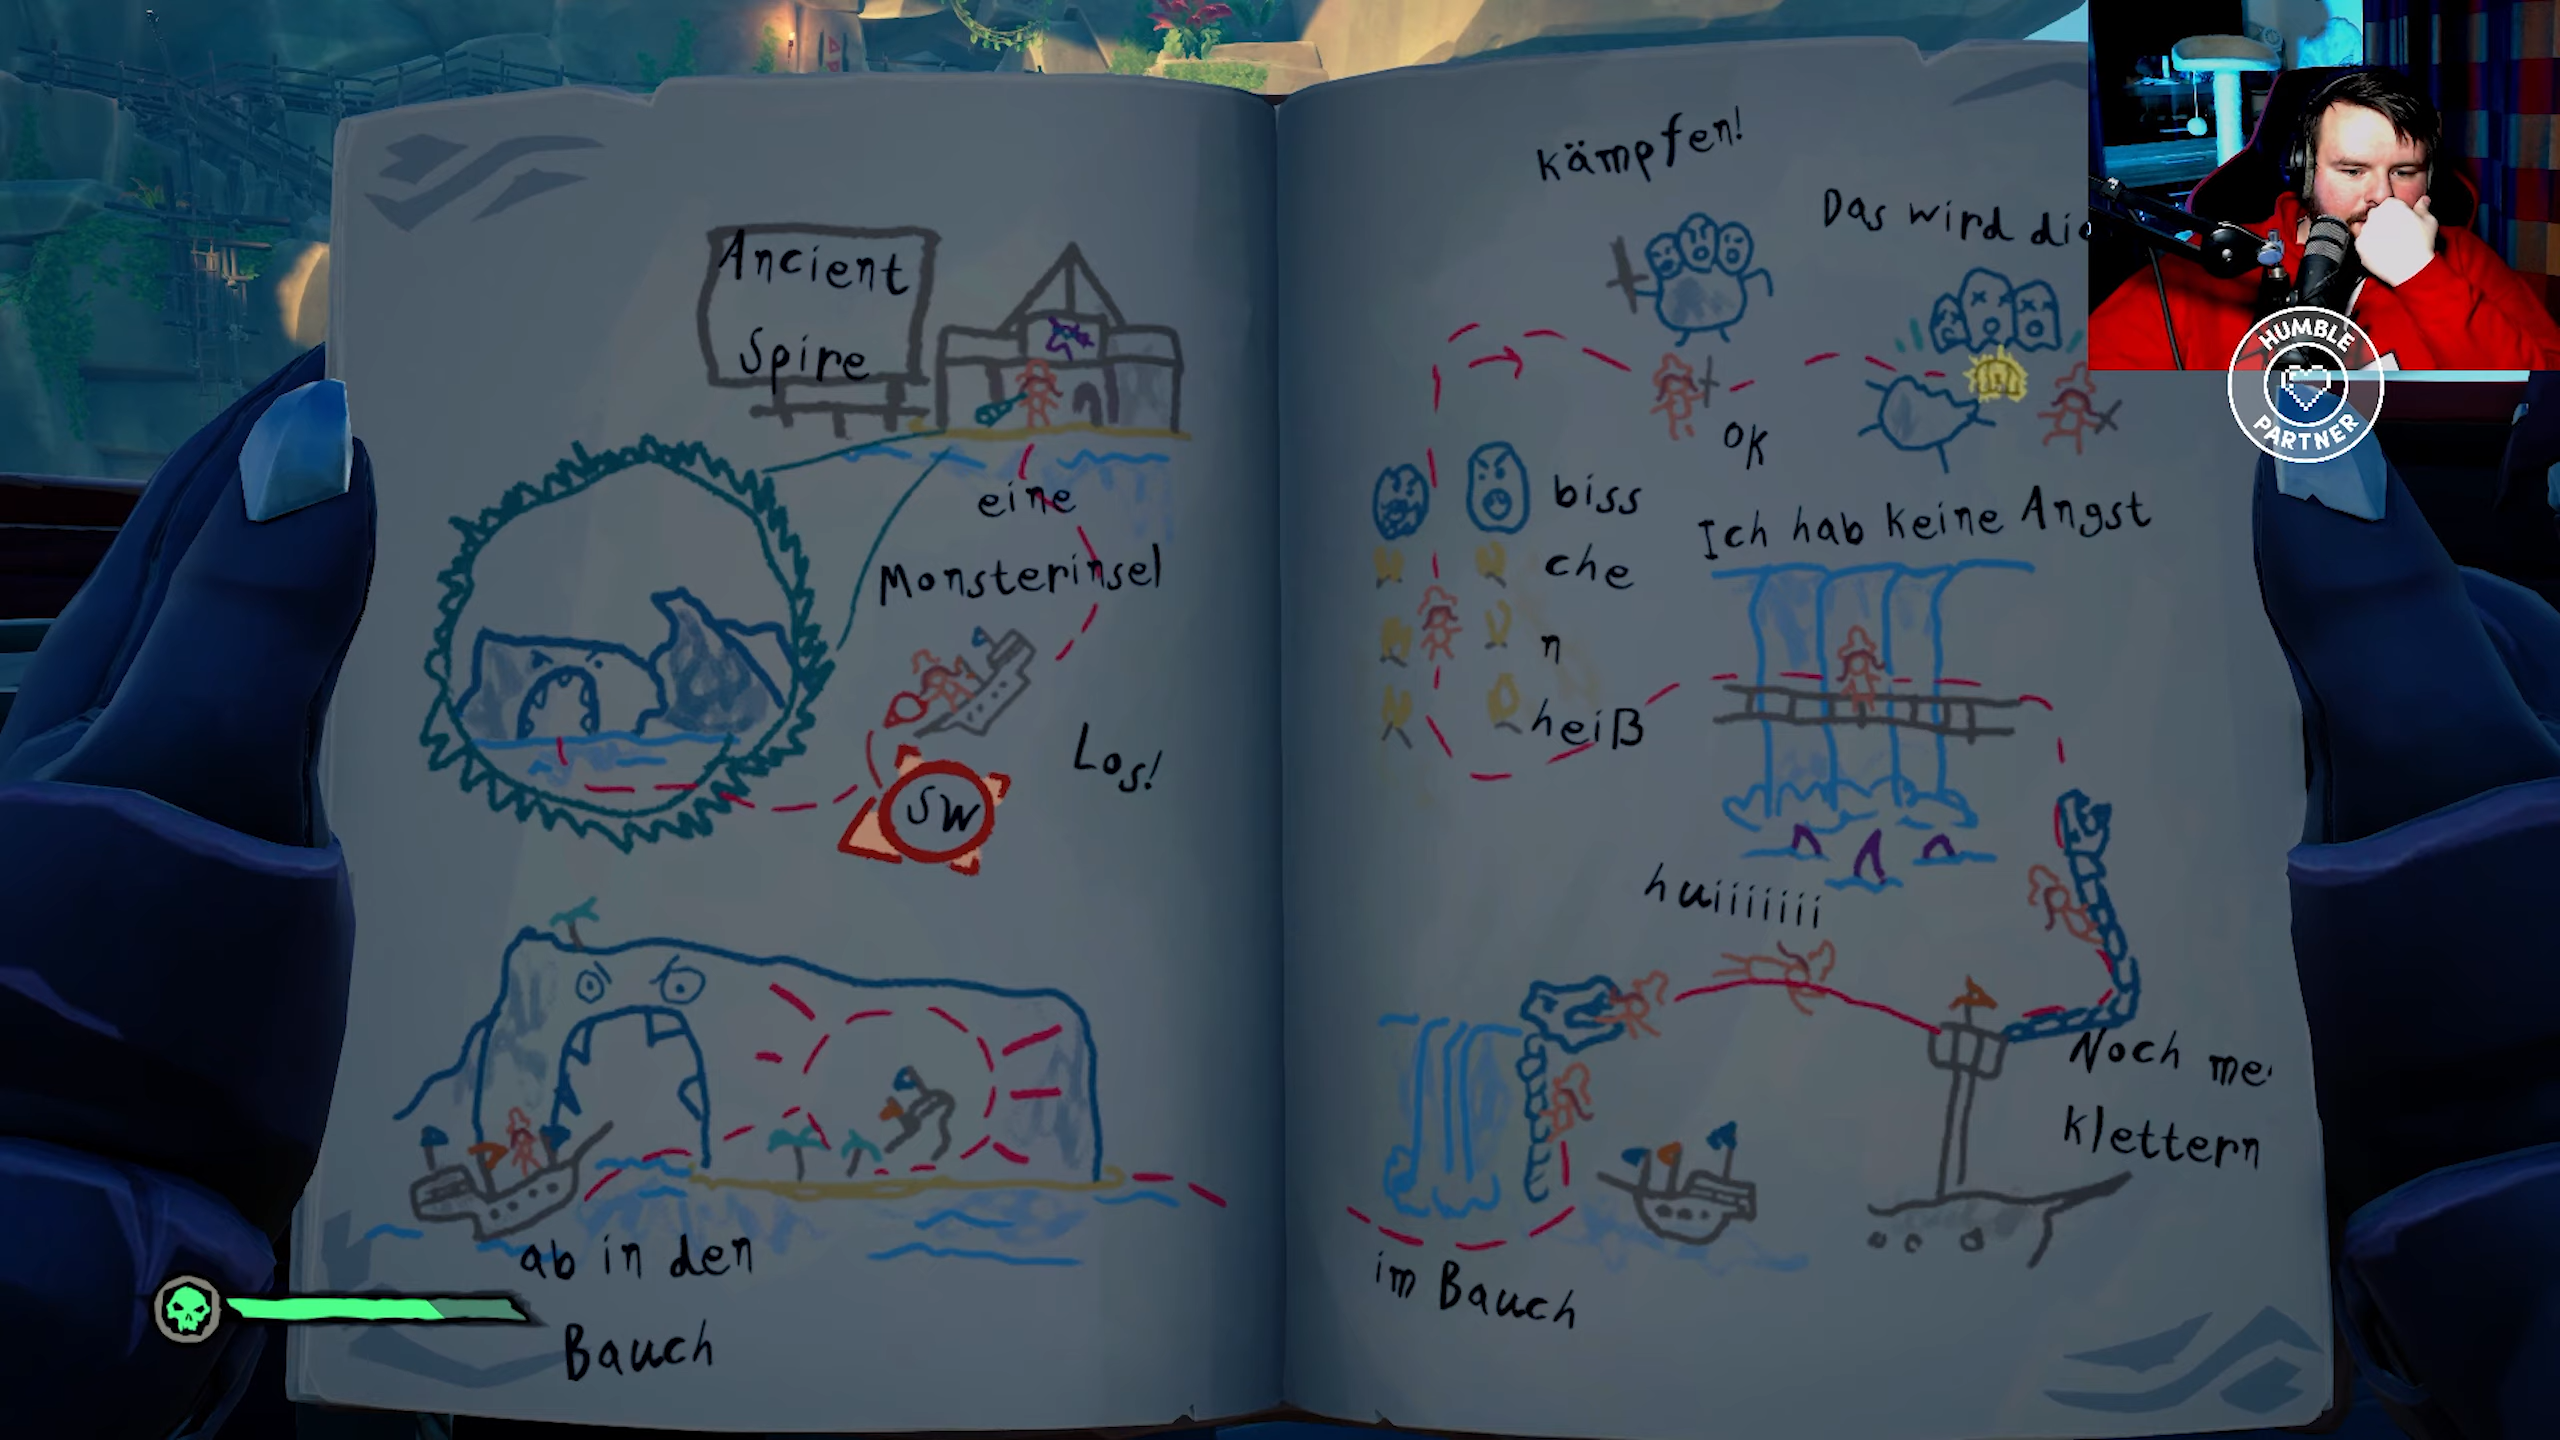 Ancient
Spire
eine
Monsterinsel
Los!
SW
ab in den
Bauch
kämpfen!
Das wird die
OK
biss
che
n
heiß
Ich hab keine Angst
huiiiiiii
Noch me
klettern
im Bauch
HUMBLE
PARTNER